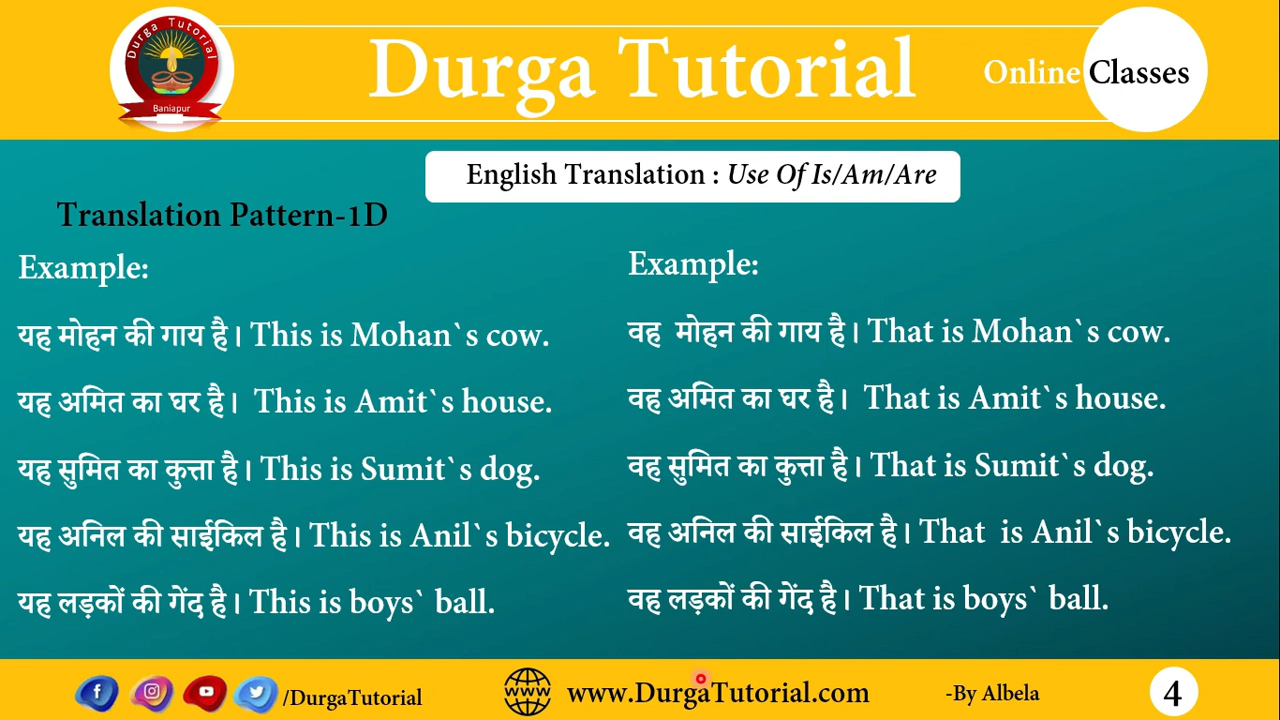 Durga Tutorial
Baniapur
Durga Tutorial
Online Classes
English Translation : Use Of Is/Am/Are
Translation Pattern-1D
Example:
यह मोहन की गाय है। This is Mohan`s cow.
यह अमित का घर है। This is Amit`s house.
यह सुमित का कुत्ता है। This is Sumit`s dog.
यह अनिल की साईकिल है। This is Anil`s bicycle.
यह लड़कों की गेंद है। This is boys` ball.
Example:
वह मोहन की गाय है। That is Mohan`s cow.
वह अमित का घर है। That is Amit`s house.
वह सुमित का कुत्ता है। That is Sumit`s dog.
वह अनिल की साईकिल है। That is Anil`s bicycle.
वह लड़कों की गेंद है। That is boys` ball.
/DurgaTutorial
www
www.DurgaTutorial.com
-By Albela
4